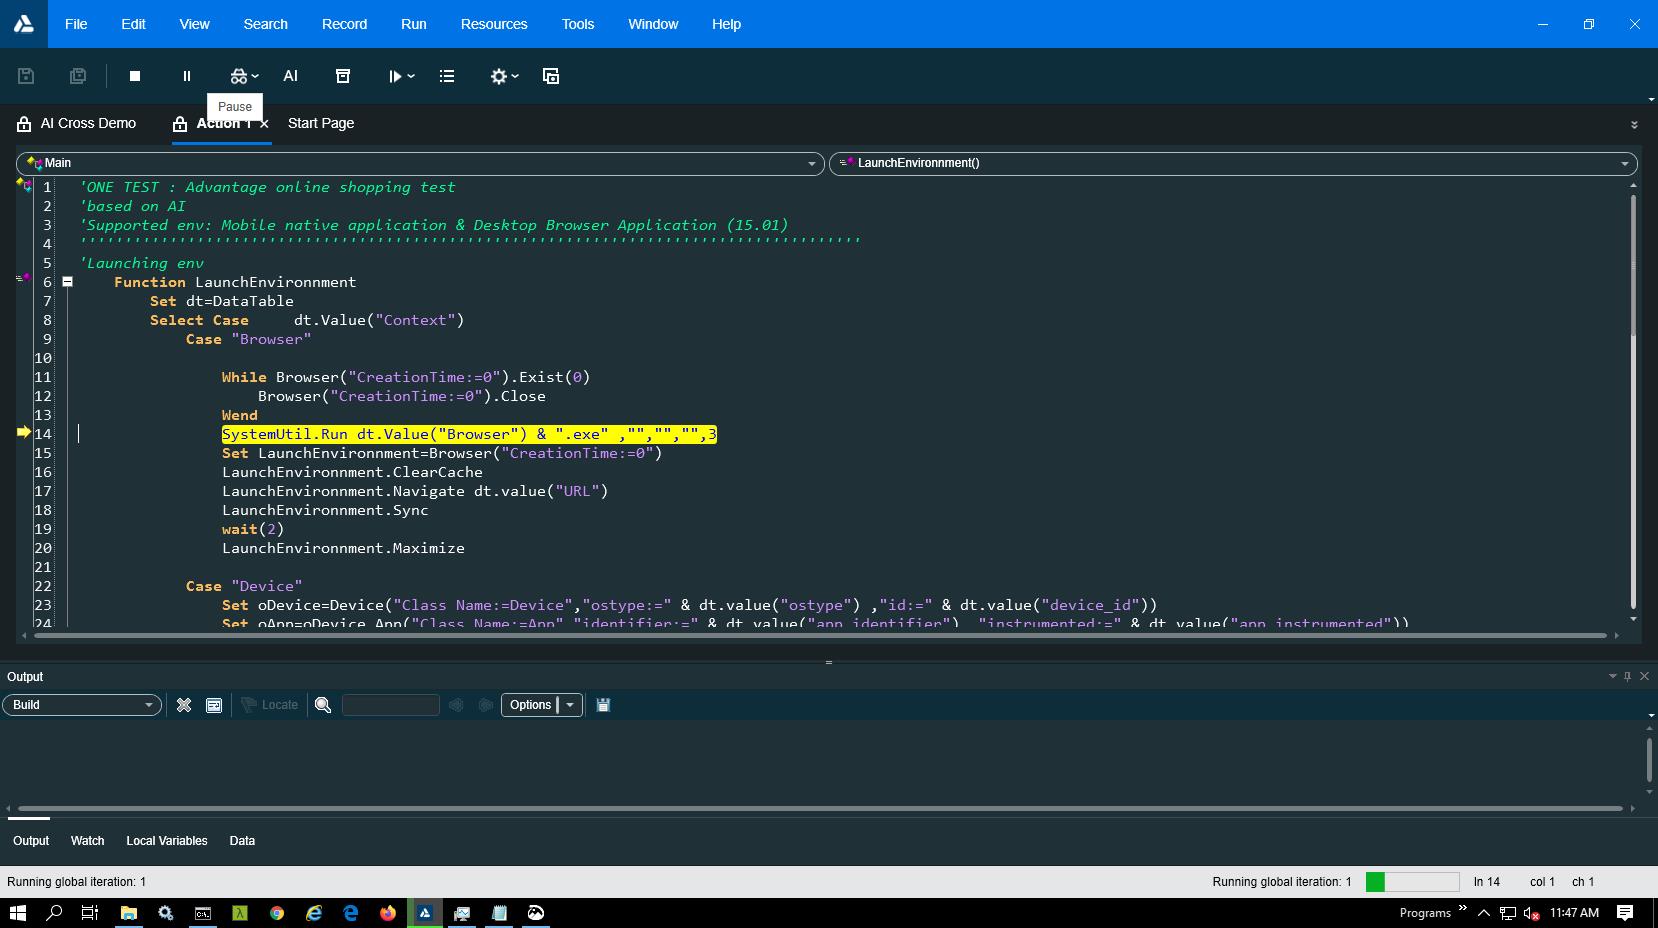 File Edit View Search Record Run Resources Tools Window Help
AI
Pause
AI Cross Demo Action 1 Start Page
Main LaunchEnvironnment()
1 'ONE TEST : Advantage online shopping test
2 'based on AI
3 'Supported env: Mobile native application & Desktop Browser Application (15.01)
4
5 'Launching env
6 Function LaunchEnvironnment
7 Set dt=DataTable
8 Select Case dt.Value("Context")
9 Case "Browser"
10
11 While Browser("CreationTime:=0").Exist(0)
12 Browser("CreationTime:=0").Close
13 Wend
14 SystemUtil.Run dt.Value("Browser") & ".exe" ,"","","",3
15 Set LaunchEnvironnment=Browser("CreationTime:=0")
16 LaunchEnvironnment.ClearCache
17 LaunchEnvironnment.Navigate dt.value("URL")
18 LaunchEnvironnment.Sync
19 wait(2)
20 LaunchEnvironnment.Maximize
21
22 Case "Device"
23 Set oDevice=Device("Class Name:=Device","ostype:=" & dt.value("ostype") ,"id:=" & dt.value("device_id"))
24 Set oApp=oDevice.App("Class Name:=App","identifier:=" & dt.value("app_identifier"), "instrumented:=" & dt.value("app_instrumented"))
Output
Build Locate Options
Output Watch Local Variables Data
Running global iteration: 1 Running global iteration: 1 ln 14 col 1 ch 1
Programs 11:47 AM